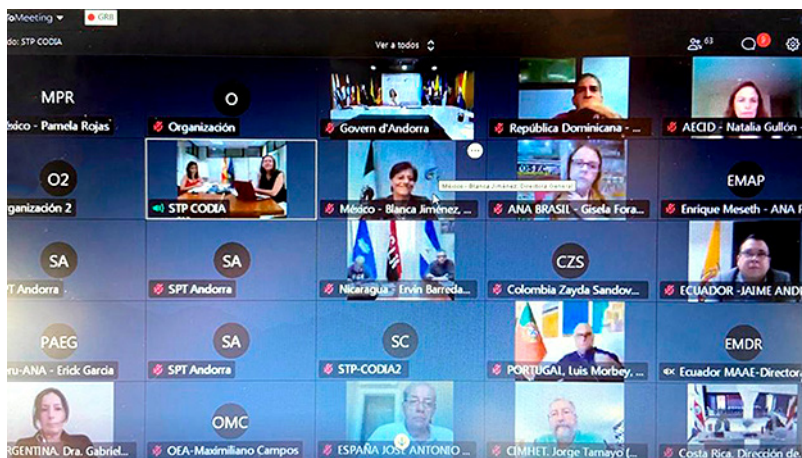 ToMeeting
GRB
do: STP CODIA
Ver a todos
63
MPR
O
México - Pamela Rojas
Organización
Govern d'Andorra
República Dominicana - ...
AECID - Natalia Gullón
O2
EMAP
ganización 2
STP CODIA
México - Blanca Jiménez, ...
México - Blanca Jiménez, Directora General
ANA BRASIL - Gisela Fora...
Enrique Meseth - ANA P
SA
SA
CZS
PT Andorra
SPT Andorra
Nicaragua - Ervin Barreda...
Colombia Zayda Sandov...
ECUADOR -JAIME ANDI
PAEG
SA
SC
EMDR
eru-ANA - Erick Garcia
SPT Andorra
STP-CODIA2
PORTUGAL, Luis Morbey, ...
Ecuador MAAE-Director
OMC
RGENTINA. Dra. Gabriel...
OEA-Maximiliano Campos
ESPAÑA JOSE ANTONIO ...
CIMHET. Jorge Tamayo (...
Costa Rica. Dirección de